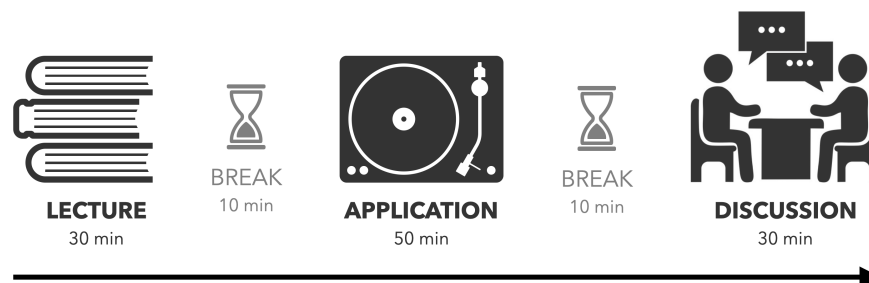 LECTURE
30 min
BREAK
10 min
APPLICATION
50 min
BREAK
10 min
DISCUSSION
30 min